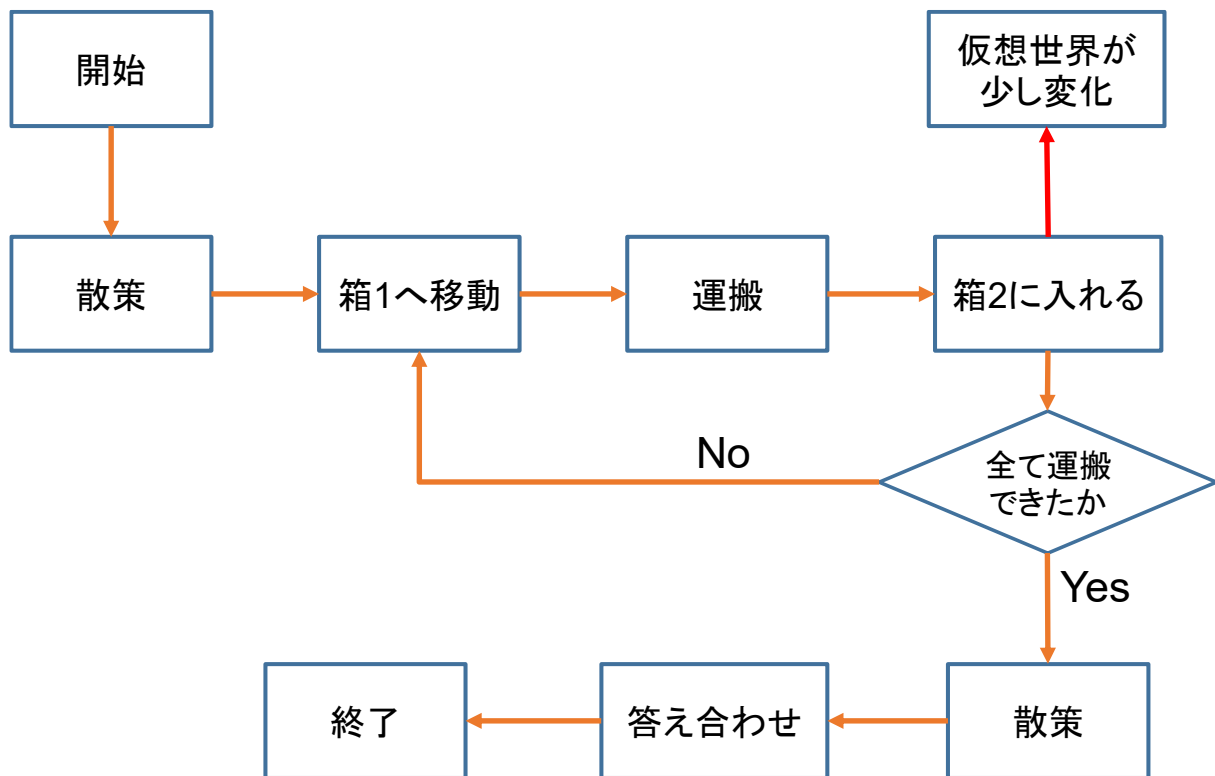 開始
仮想世界が
少し変化
散策
箱1へ移動
運搬
箱2に入れる
No
全て運搬
できたか
Yes
終了
答え合わせ
散策